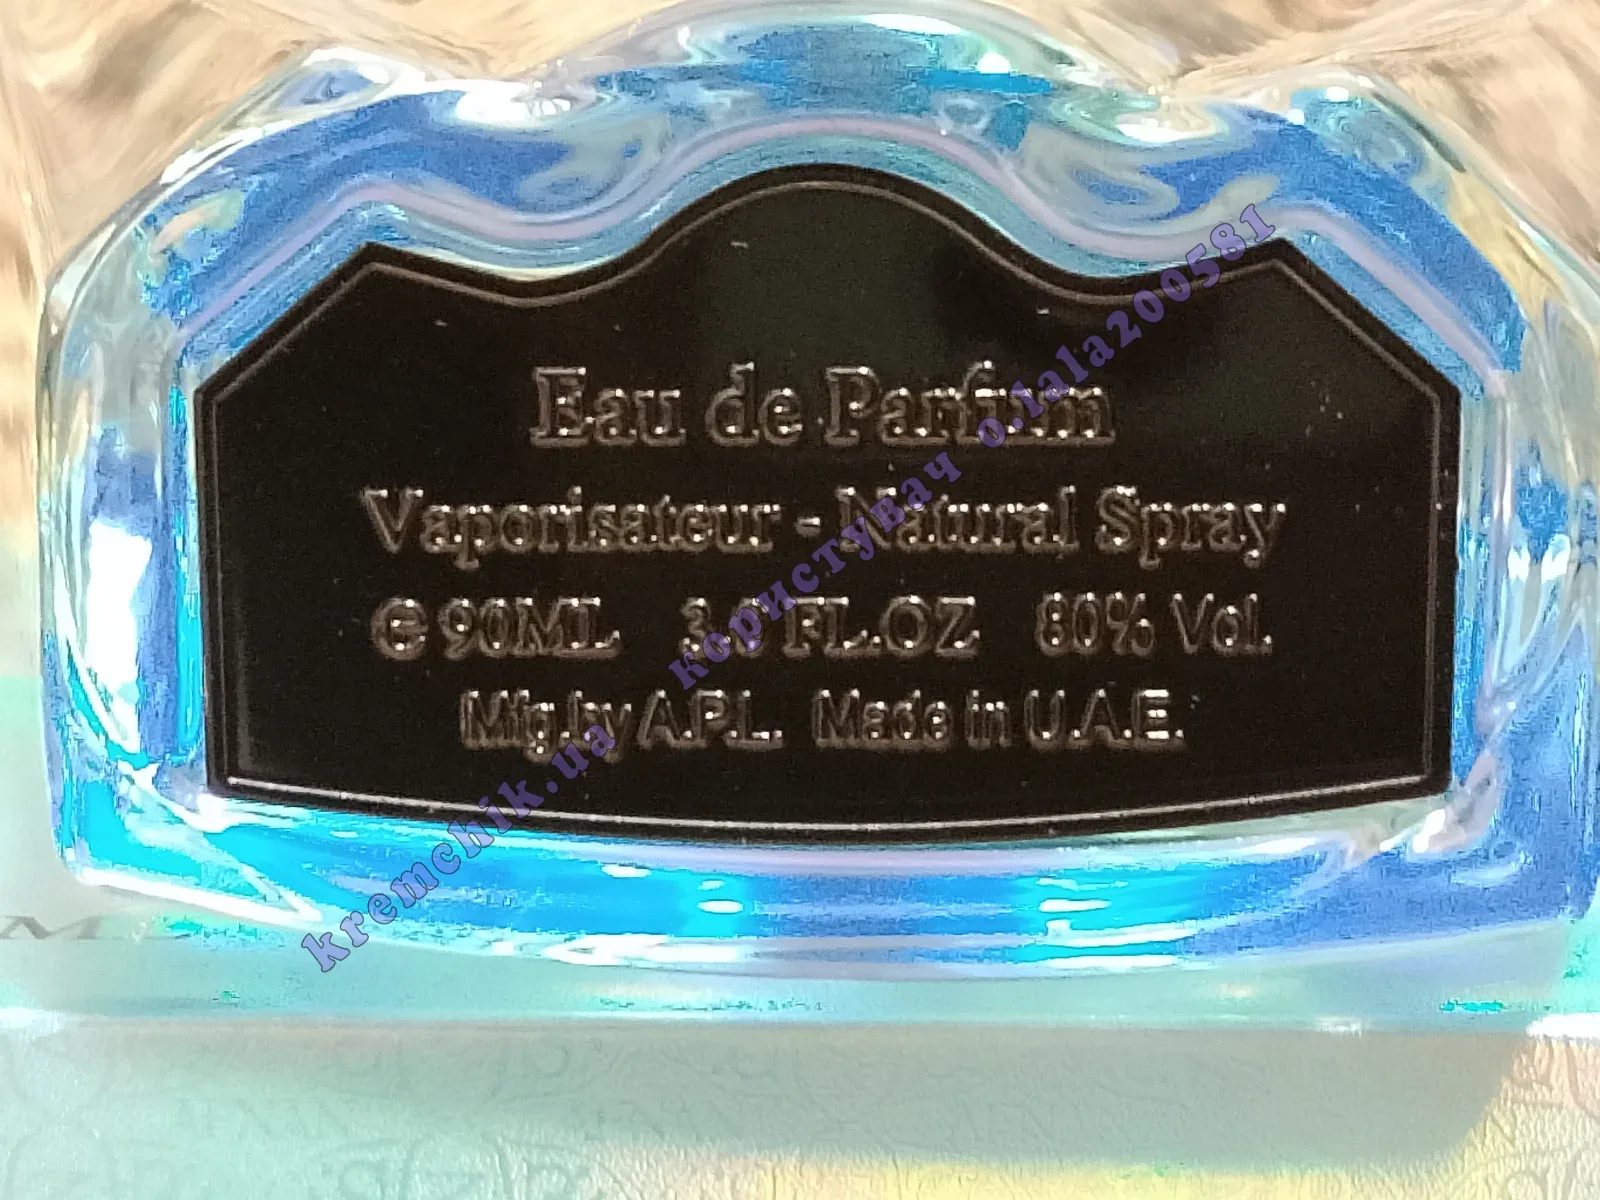 Eau de Parfum
Vaporisateur - Natural Spray
e 90ML 3.0 FL.OZ 80% Vol.
Mfg.by A.P.L. Made in U.A.E.
kremchik.ua користувач o.lala200581